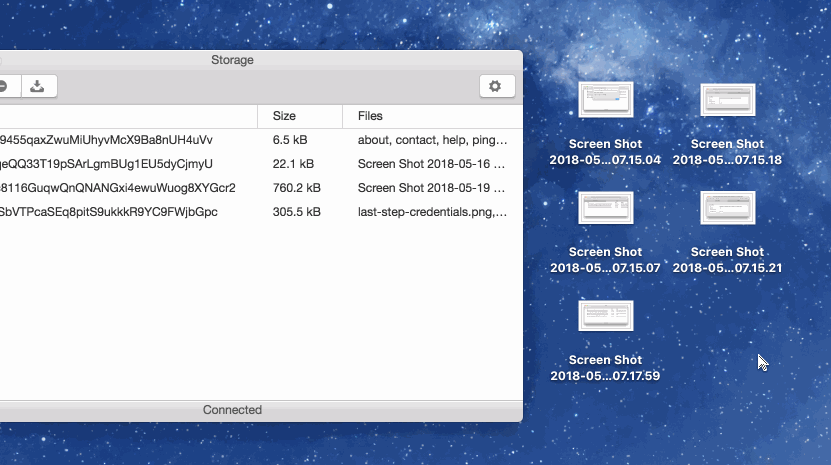 Storage
Size Files
9455qaxZwuMiUhyvMcX9Ba8nUH4uVv 6.5 kB about, contact, help, ping…
jeQQ33T19pSArLgmBUg1EU5dyCjmyU 22.1 kB Screen Shot 2018-05-16 …
:8116GuqwQnQNANGXi4ewuWuog8XYGcr2 760.2 kB Screen Shot 2018-05-19 …
SbVTPcaSEq8pitS9ukkkR9YC9FWjbGpc 305.5 kB last-step-credentials.png,…
Connected
Screen Shot
2018-05...07.15.04
Screen Shot
2018-05...07.15.18
Screen Shot
2018-05...07.15.07
Screen Shot
2018-05...07.15.21
Screen Shot
2018-05...07.17.59